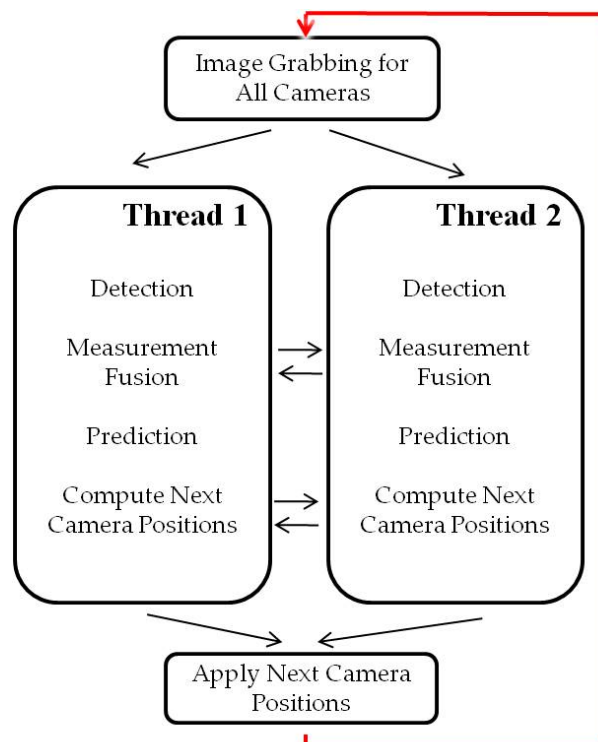 Image Grabbing for
All Cameras
Thread 1
Detection
Measurement
Fusion
Prediction
Compute Next
Camera Positions
Thread 2
Detection
Measurement
Fusion
Prediction
Compute Next
Camera Positions
Apply Next Camera
Positions